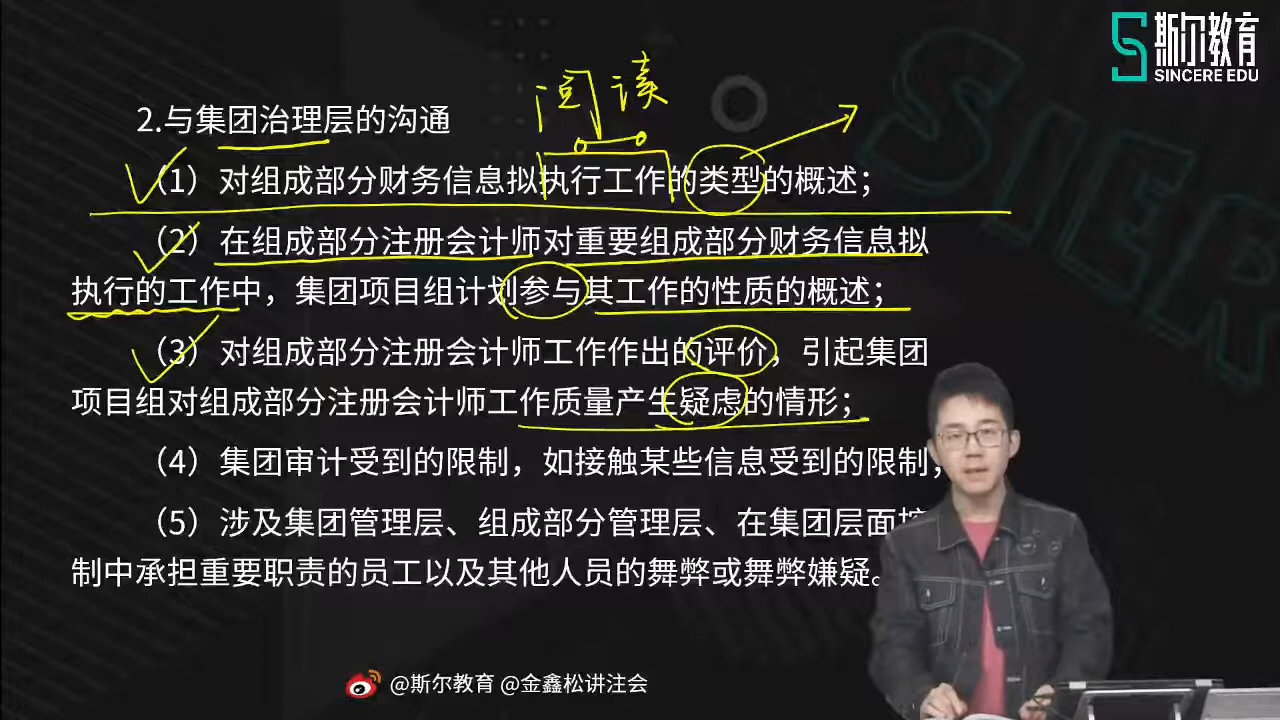 斯尔教育
SINCERE EDU
阅读
2.与集团治理层的沟通
（1）对组成部分财务信息拟执行工作的类型的概述；
（2）在组成部分注册会计师对重要组成部分财务信息拟
执行的工作中，集团项目组计划参与其工作的性质的概述；
（3）对组成部分注册会计师工作作出的评价，引起集团
项目组对组成部分注册会计师工作质量产生疑虑的情形；
（4）集团审计受到的限制，如接触某些信息受到的限制；
（5）涉及集团管理层、组成部分管理层、在集团层面控
制中承担重要职责的员工以及其他人员的舞弊或舞弊嫌疑。
@斯尔教育 @金鑫松讲注会